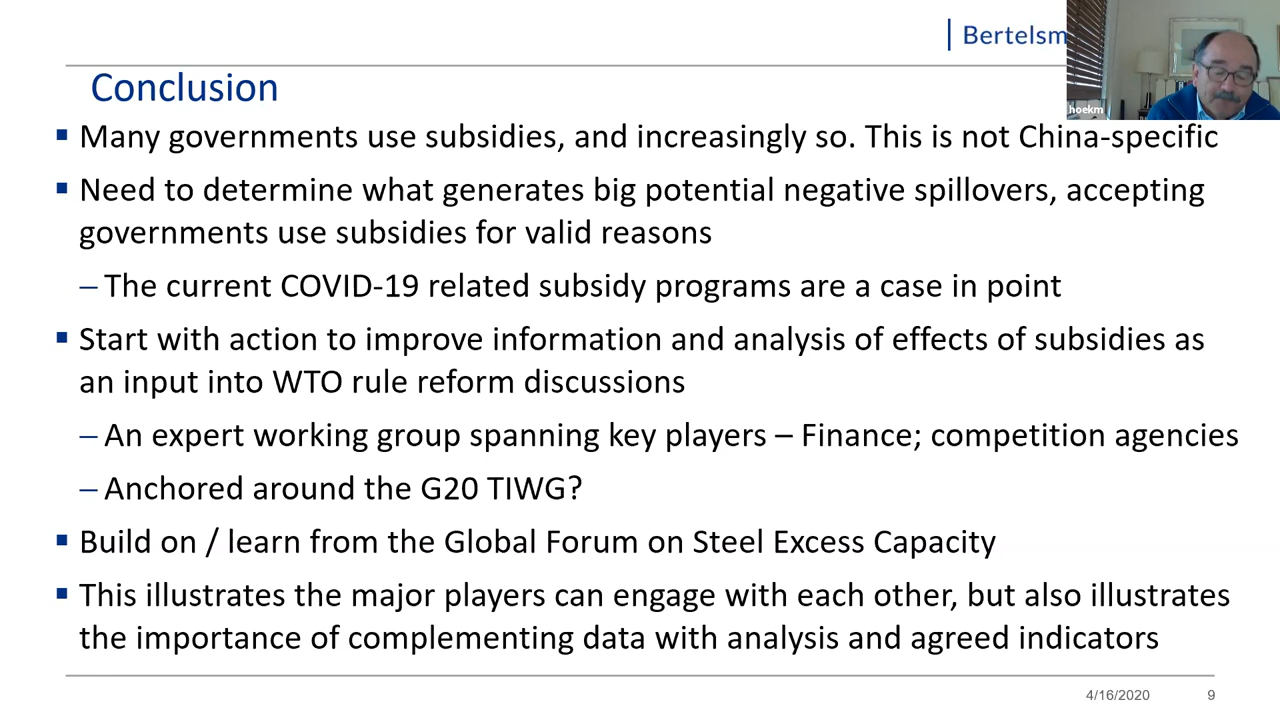 Bertelsm
hoekm
Conclusion
▪ Many governments use subsidies, and increasingly so. This is not China-specific
▪ Need to determine what generates big potential negative spillovers, accepting
governments use subsidies for valid reasons
– The current COVID-19 related subsidy programs are a case in point
▪ Start with action to improve information and analysis of effects of subsidies as
an input into WTO rule reform discussions
– An expert working group spanning key players – Finance; competition agencies
– Anchored around the G20 TIWG?
▪ Build on / learn from the Global Forum on Steel Excess Capacity
▪ This illustrates the major players can engage with each other, but also illustrates
the importance of complementing data with analysis and agreed indicators
4/16/2020 9